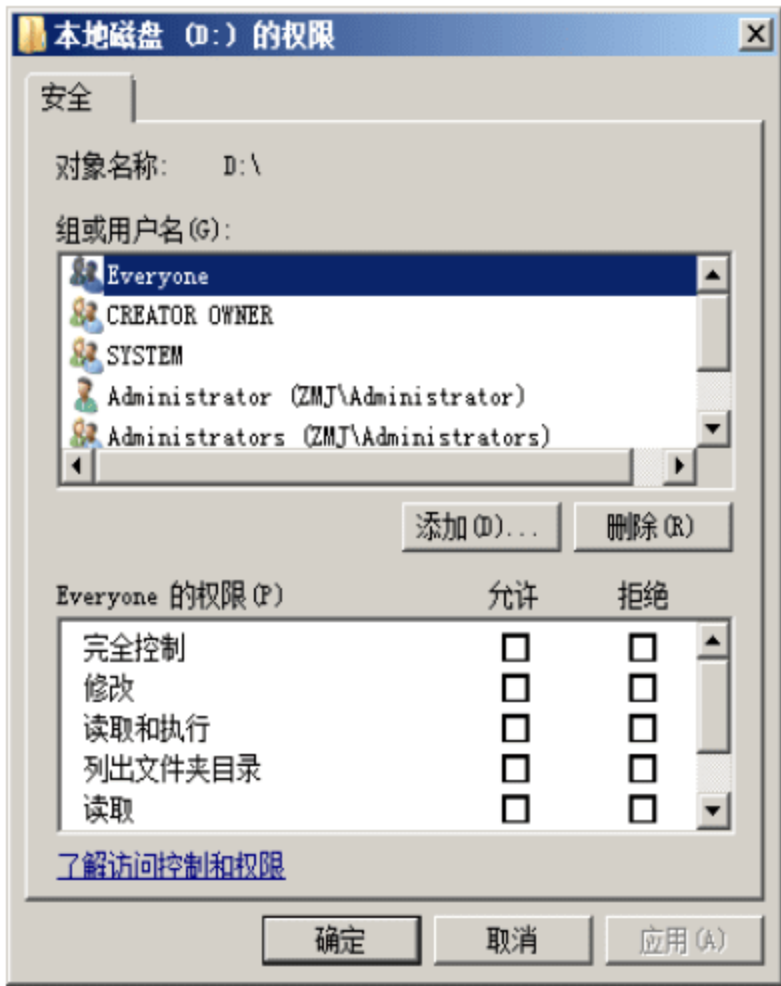 本地磁盘 (D:) 的权限
安全
对象名称: D:\
组或用户名(G):
Everyone
CREATOR OWNER
SYSTEM
Administrator (ZMJ\Administrator)
Administrators (ZMJ\Administrators)
添加(D)... 删除(R)
Everyone 的权限(P) 允许 拒绝
完全控制
修改
读取和执行
列出文件夹目录
读取
了解访问控制和权限
确定 取消 应用(A)